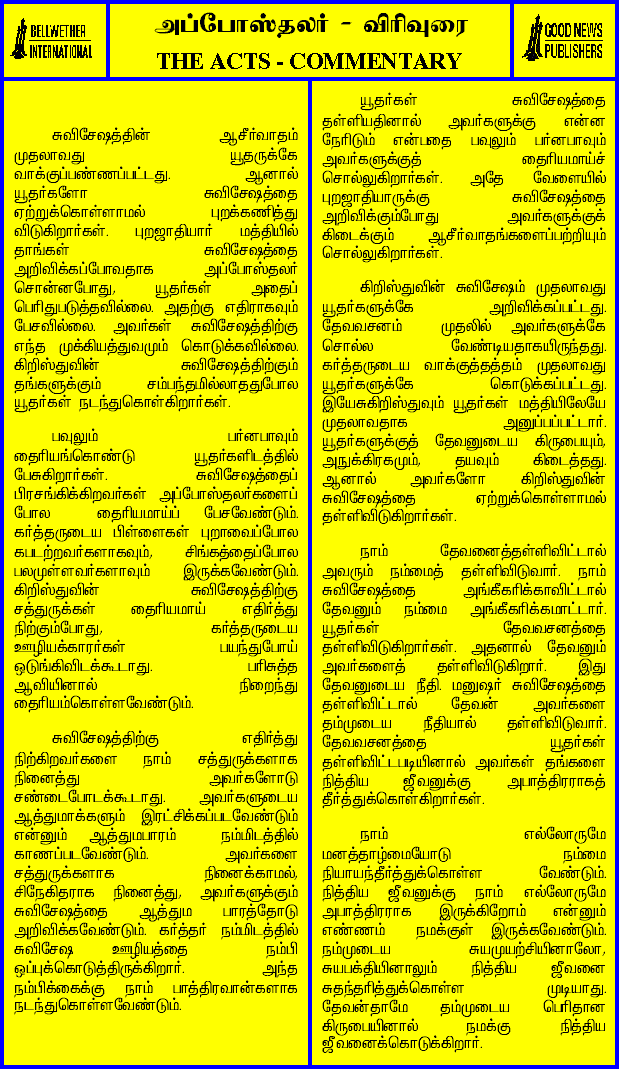 BELLWETHER
INTERNATIONAL
அப்போஸ்தலர் - விரிவுரை
THE ACTS - COMMENTARY
GOOD NEWS
PUBLISHERS
சுவிசேஷத்தின் ஆசீர்வாதம்
முதலாவது யூதருக்கே
வாக்குப்பண்ணப்பட்டது. ஆனால்
யூதர்களோ சுவிசேஷத்தை
ஏற்றுக்கொள்ளாமல் புறக்கணித்து
விடுகிறார்கள். புறஜாதியார் மத்தியில்
தாங்கள் சுவிசேஷத்தை
அறிவிக்கப்போவதாக அப்போஸ்தலர்
சொன்னபோது, யூதர்கள் அதைப்
பெரிதுபடுத்தவில்லை. அதற்கு எதிராகவும்
பேசவில்லை. அவர்கள் சுவிசேஷத்திற்கு
எந்த முக்கியத்துவமும் கொடுக்கவில்லை.
கிறிஸ்துவின் சுவிசேஷத்திற்கும்
தங்களுக்கும் சம்பந்தமில்லாததுபோல
யூதர்கள் நடந்துகொள்கிறார்கள்.
பவுலும் பர்னபாவும்
தைரியங்கொண்டு யூதர்களிடத்தில்
பேசுகிறார்கள். சுவிசேஷத்தைப்
பிரசங்கிக்கிறவர்கள் அப்போஸ்தலர்களைப்
போல தைரியமாய்ப் பேசவேண்டும்.
கர்த்தருடைய பிள்ளைகள் புறாவைப்போல
கபடற்றவர்களாகவும், சிங்கத்தைப்போல
பலமுள்ளவர்களாவும் இருக்கவேண்டும்.
கிறிஸ்துவின் சுவிசேஷத்திற்கு
சத்துருக்கள் தைரியமாய் எதிர்த்து
நிற்கும்போது, கர்த்தருடைய
ஊழியக்காரர்கள் பயந்துபோய்
ஒடுங்கிவிடக்கூடாது. பரிசுத்த
ஆவியினால் நிறைந்து
தைரியம்கொள்ளவேண்டும்.
சுவிசேஷத்திற்கு எதிர்த்து
நிற்கிறவர்களை நாம் சத்துருக்களாக
நினைத்து அவர்களோடு
சண்டைபோடக்கூடாது. அவர்களுடைய
ஆத்துமாக்களும் இரட்சிக்கப்படவேண்டும்
என்னும் ஆத்துமபாரம் நம்மிடத்தில்
காணப்படவேண்டும். அவர்களை
சத்துருக்களாக நினைக்காமல்,
சிநேகிதராக நினைத்து, அவர்களுக்கும்
சுவிசேஷத்தை ஆத்தும பாரத்தோடு
அறிவிக்கவேண்டும். கர்த்தர் நம்மிடத்தில்
சுவிசேஷ ஊழியத்தை நம்பி
ஒப்புக்கொடுத்திருக்கிறார். அந்த
நம்பிக்கைக்கு நாம் பாத்திரவான்களாக
நடந்துகொள்ளவேண்டும்.
யூதர்கள் சுவிசேஷத்தை
தள்ளியதினால் அவர்களுக்கு என்ன
நேரிடும் என்பதை பவுலும் பர்னபாவும்
அவர்களுக்குத் தைரியமாய்ச்
சொல்லுகிறார்கள். அதே வேளையில்
புறஜாதியாருக்கு சுவிசேஷத்தை
அறிவிக்கும்போது அவர்களுக்குக்
கிடைக்கும் ஆசீர்வாதங்களைப்பற்றியும்
சொல்லுகிறார்கள்.
கிறிஸ்துவின் சுவிசேஷம் முதலாவது
யூதர்களுக்கே அறிவிக்கப்பட்டது.
தேவவசனம் முதலில் அவர்களுக்கே
சொல்ல வேண்டியதாகயிருந்தது.
கர்த்தருடைய வாக்குத்தத்தம் முதலாவது
யூதர்களுக்கே கொடுக்கப்பட்டது.
இயேசுகிறிஸ்துவும் யூதர்கள் மத்தியிலேயே
முதலாவதாக அனுப்பப்பட்டார்.
யூதர்களுக்குத் தேவனுடைய கிருபையும்,
அநுக்கிரகமும், தயவும் கிடைத்தது.
ஆனால் அவர்களோ கிறிஸ்துவின்
சுவிசேஷத்தை ஏற்றுக்கொள்ளாமல்
தள்ளிவிடுகிறார்கள்.
நாம் தேவனைத்தள்ளிவிட்டால்
அவரும் நம்மைத் தள்ளிவிடுவார். நாம்
சுவிசேஷத்தை அங்கீகரிக்காவிட்டால்
தேவனும் நம்மை அங்கீகரிக்கமாட்டார்.
யூதர்கள் தேவவசனத்தை
தள்ளிவிடுகிறார்கள். அதனால் தேவனும்
அவர்களைத் தள்ளிவிடுகிறார். இது
தேவனுடைய நீதி. மனுஷர் சுவிசேஷத்தை
தள்ளிவிட்டால் தேவன் அவர்களை
தம்முடைய நீதியால் தள்ளிவிடுவார்.
தேவவசனத்தை யூதர்கள்
தள்ளிவிட்டபடியினால் அவர்கள் தங்களை
நித்திய ஜீவனுக்கு அபாத்திரராகத்
தீர்த்துக்கொள்கிறார்கள்.
நாம் எல்லோருமே
மனத்தாழ்மையோடு நம்மை
நியாயந்தீர்த்துக்கொள்ள வேண்டும்.
நித்திய ஜீவனுக்கு நாம் எல்லோருமே
அபாத்திரராக இருக்கிறோம் என்னும்
எண்ணம் நமக்குள் இருக்கவேண்டும்.
நம்முடைய சுயமுயற்சியினாலோ,
சுயபக்தியினாலும் நித்திய ஜீவனை
சுதந்தரித்துக்கொள்ள முடியாது.
தேவன்தாமே தம்முடைய பெரிதான
கிருபையினால் நமக்கு நித்திய
ஜீவனைக்கொடுக்கிறார்.